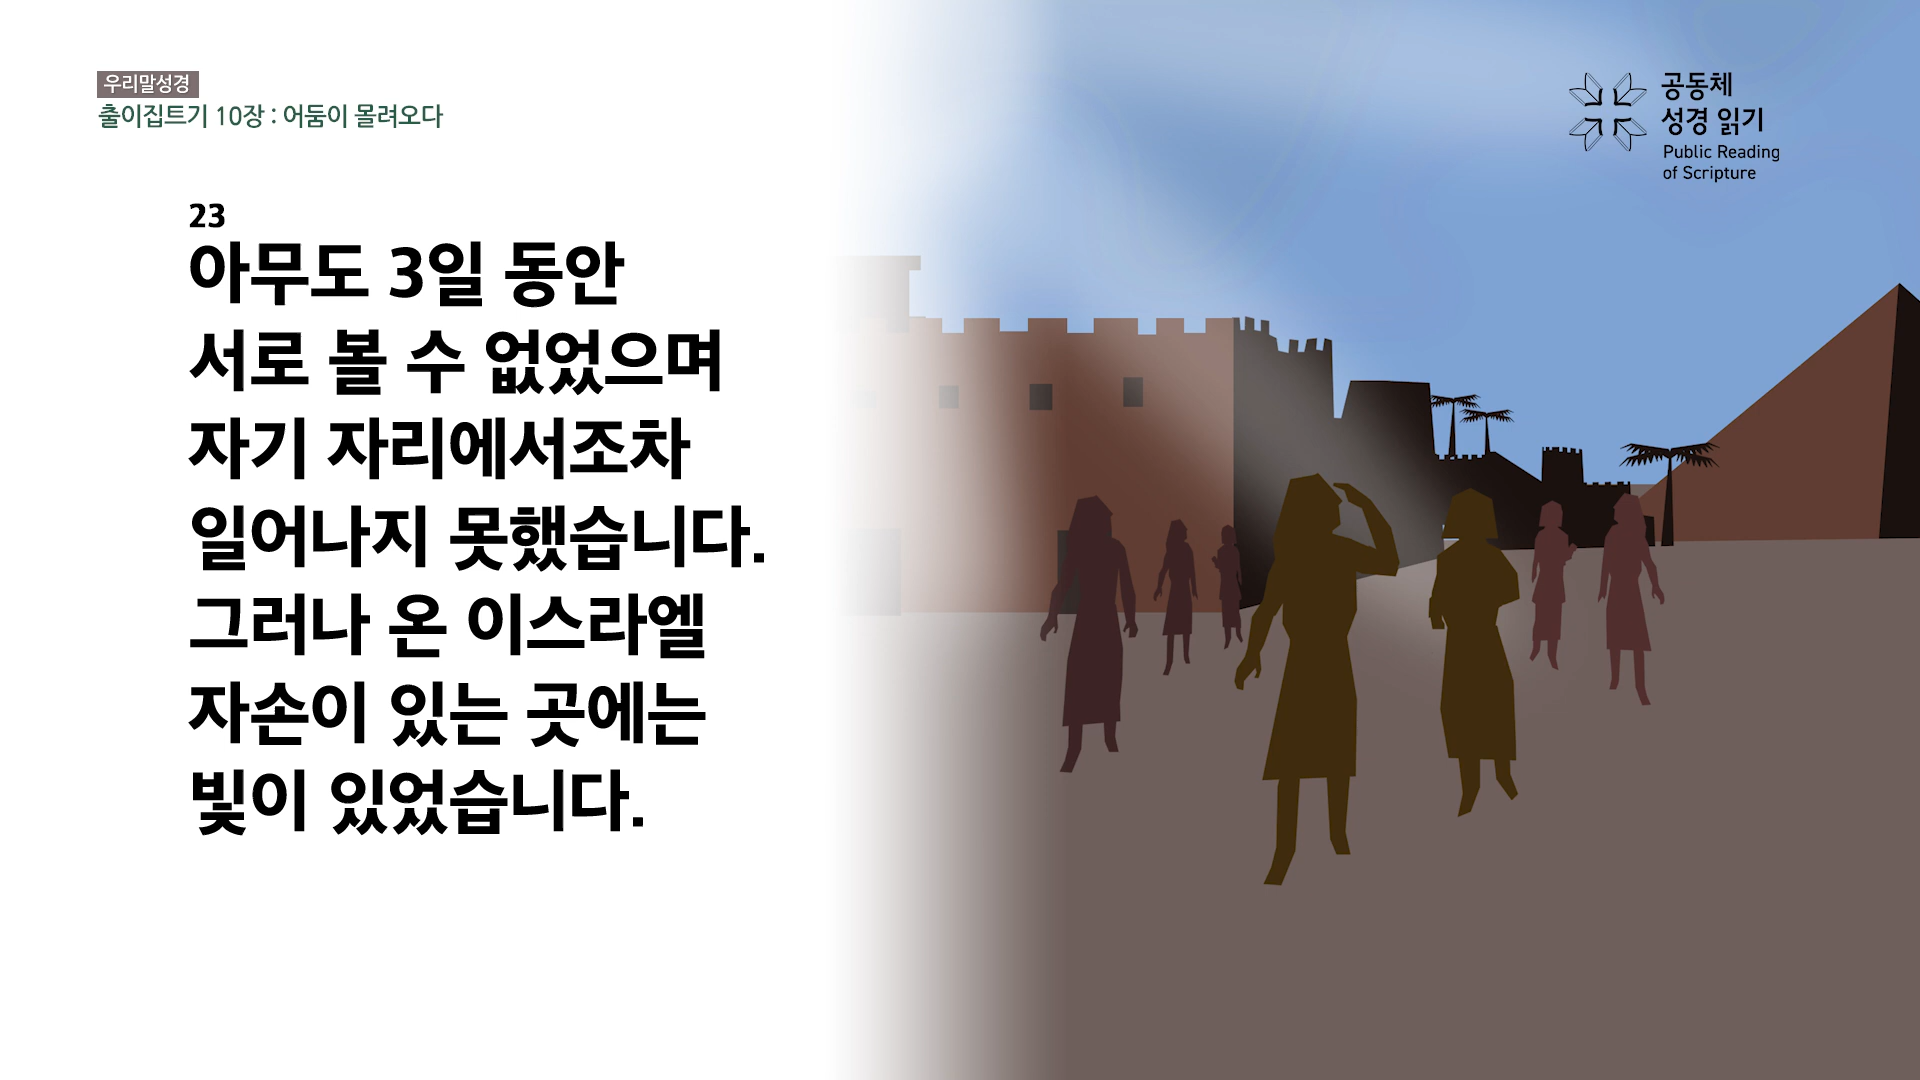 우리말성경
출이집트기 10장 : 어둠이 몰려오다
공동체
성경 읽기
Public Reading
of Scripture
23
아무도 3일 동안
서로 볼 수 없었으며
자기 자리에서조차
일어나지 못했습니다.
그러나 온 이스라엘
자손이 있는 곳에는
빛이 있었습니다.